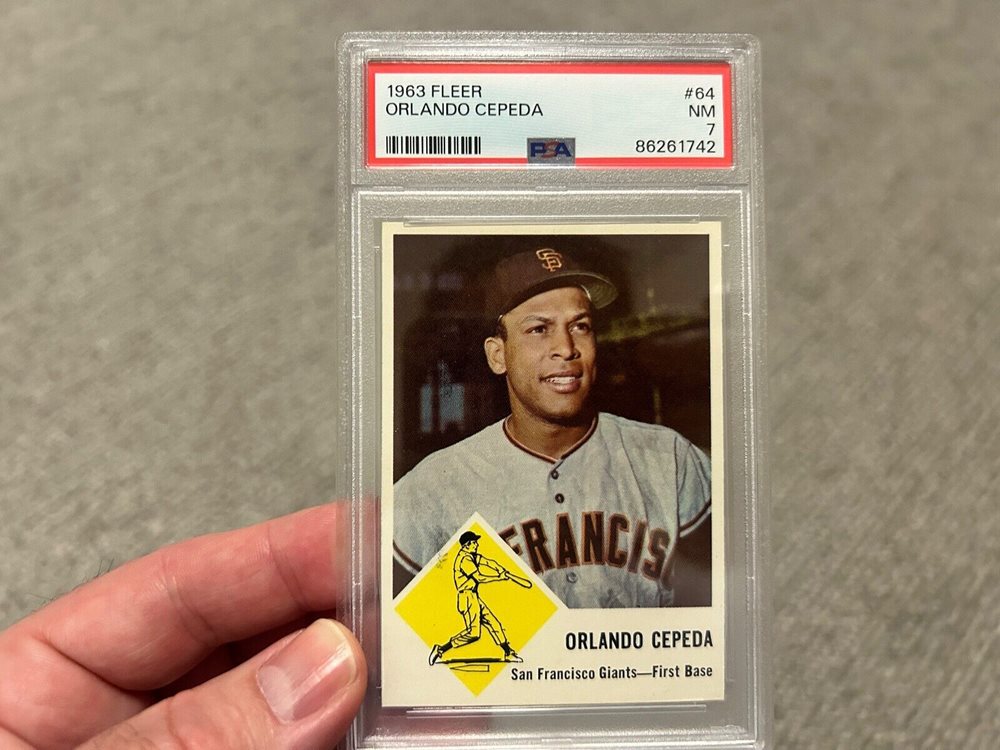 1963 FLEER #64
ORLANDO CEPEDA NM
7
PSA 86261742
SF
FRANCIS
ORLANDO CEPEDA
San Francisco Giants—First Base